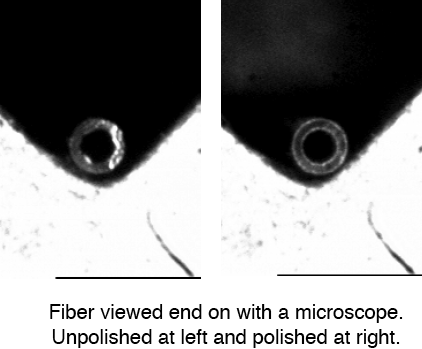 Fiber viewed end on with a microscope.
Unpolished at left and polished at right.